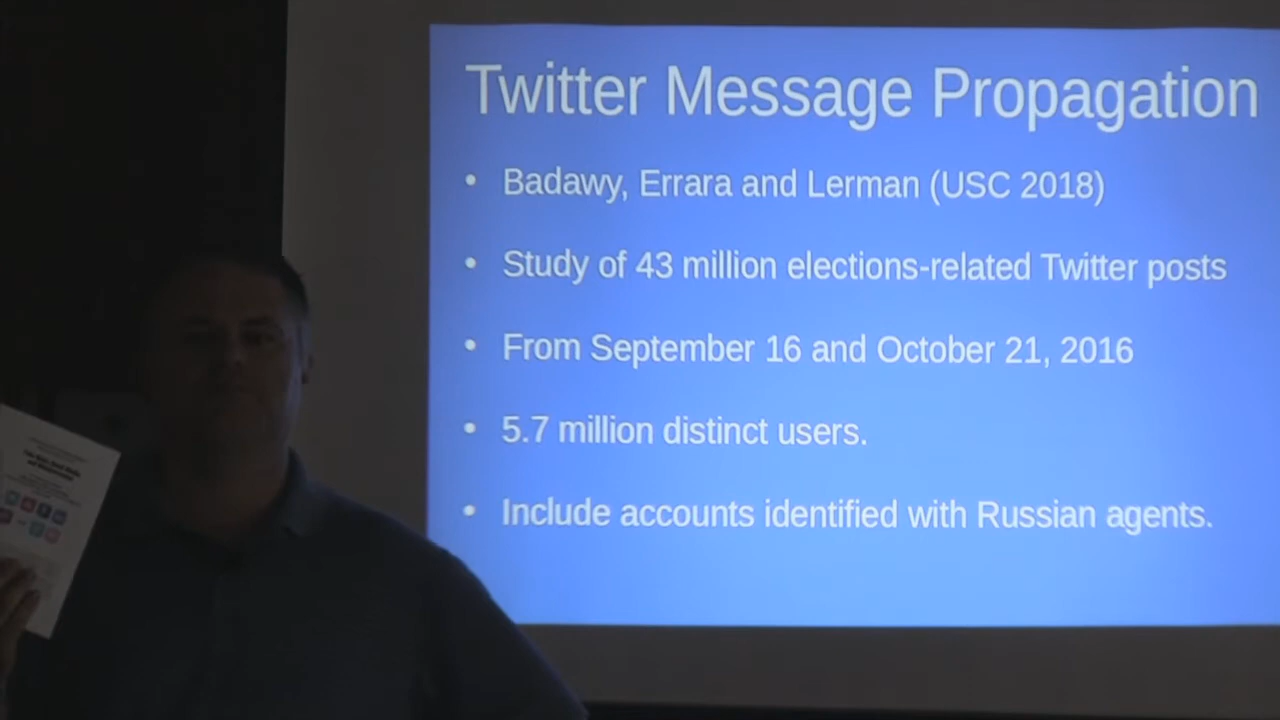 Twitter Message Propagation
• Badawy, Errara and Lerman (USC 2018)
• Study of 43 million elections-related Twitter posts
• From September 16 and October 21, 2016
• 5.7 million distinct users.
• Include accounts identified with Russian agents.